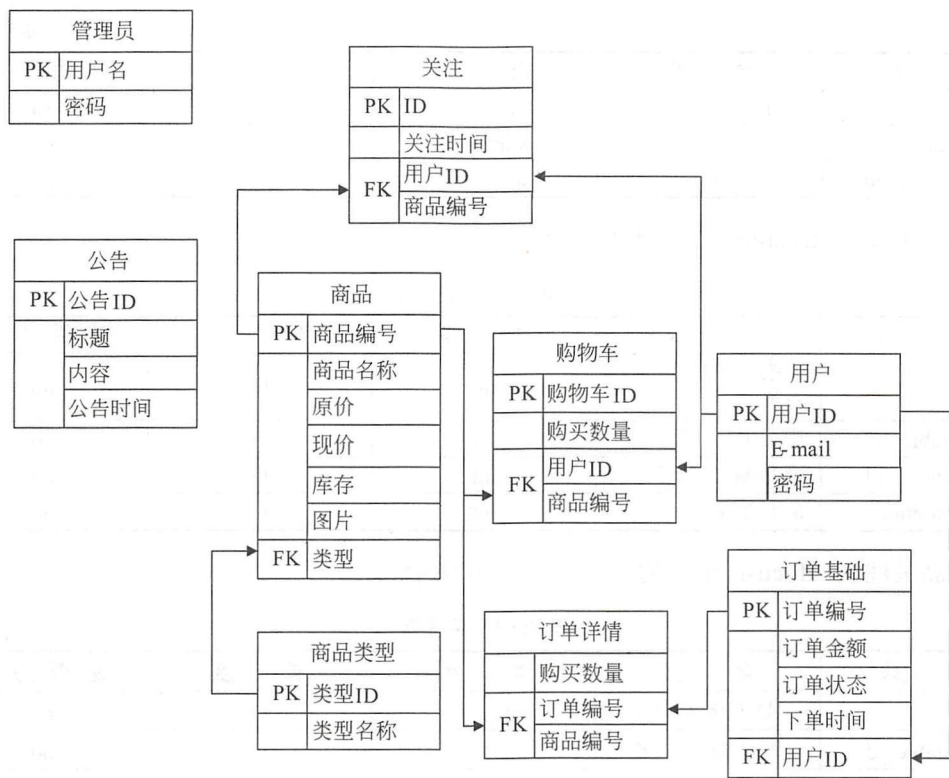 管理员
PK 用户名
密码
关注
PK ID
关注时间
FK 用户ID
商品编号
公告
PK 公告ID
标题
内容
公告时间
商品
PK 商品编号
商品名称
原价
现价
库存
图片
FK 类型
购物车
PK 购物车ID
购买数量
FK 用户ID
商品编号
用户
PK 用户ID
E-mail
密码
商品类型
PK 类型ID
类型名称
订单详情
购买数量
FK 订单编号
商品编号
订单基础
PK 订单编号
订单金额
订单状态
下单时间
FK 用户ID